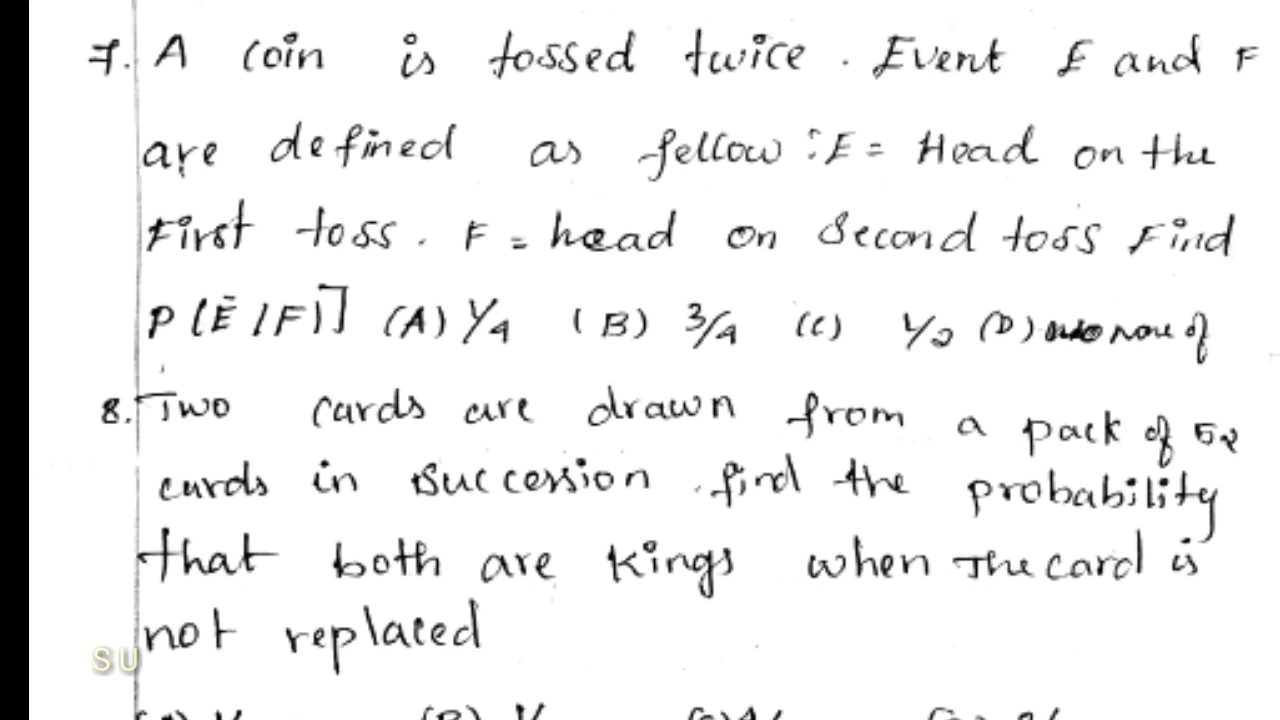 7. A coin is tossed twice. Event E and F
are defined as fellow : E = Head on the
First toss. F = head on Second toss Find
P(Ē/F)] (A) 1/4 (B) 3/4 (C) 1/2 (D) none of
8. Two cards are drawn from a pack of 52
cards in succession. find the probability
that both are kings when The card is
not replaced
SU